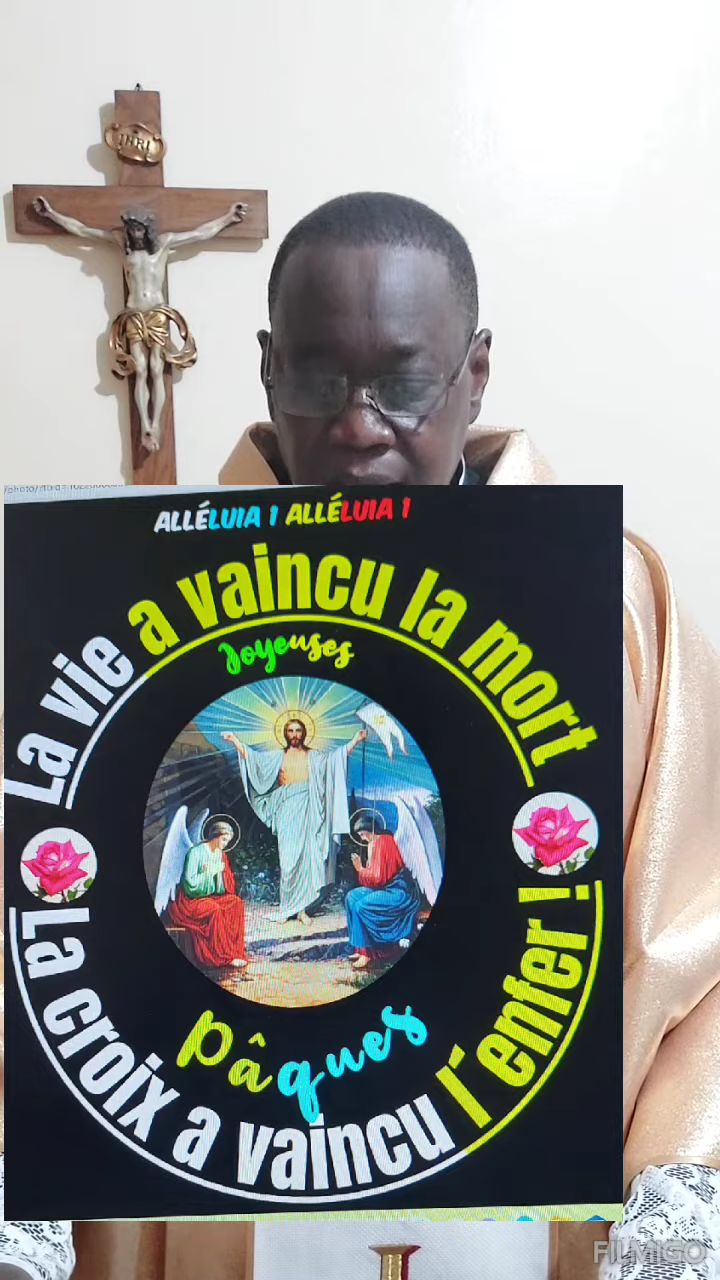 INRI
ALLÉLUIA ! ALLÉLUIA !
La vie a vaincu la mort
Joyeuses
Pâques
La croix a vaincu l'enfer !
FILMIGO